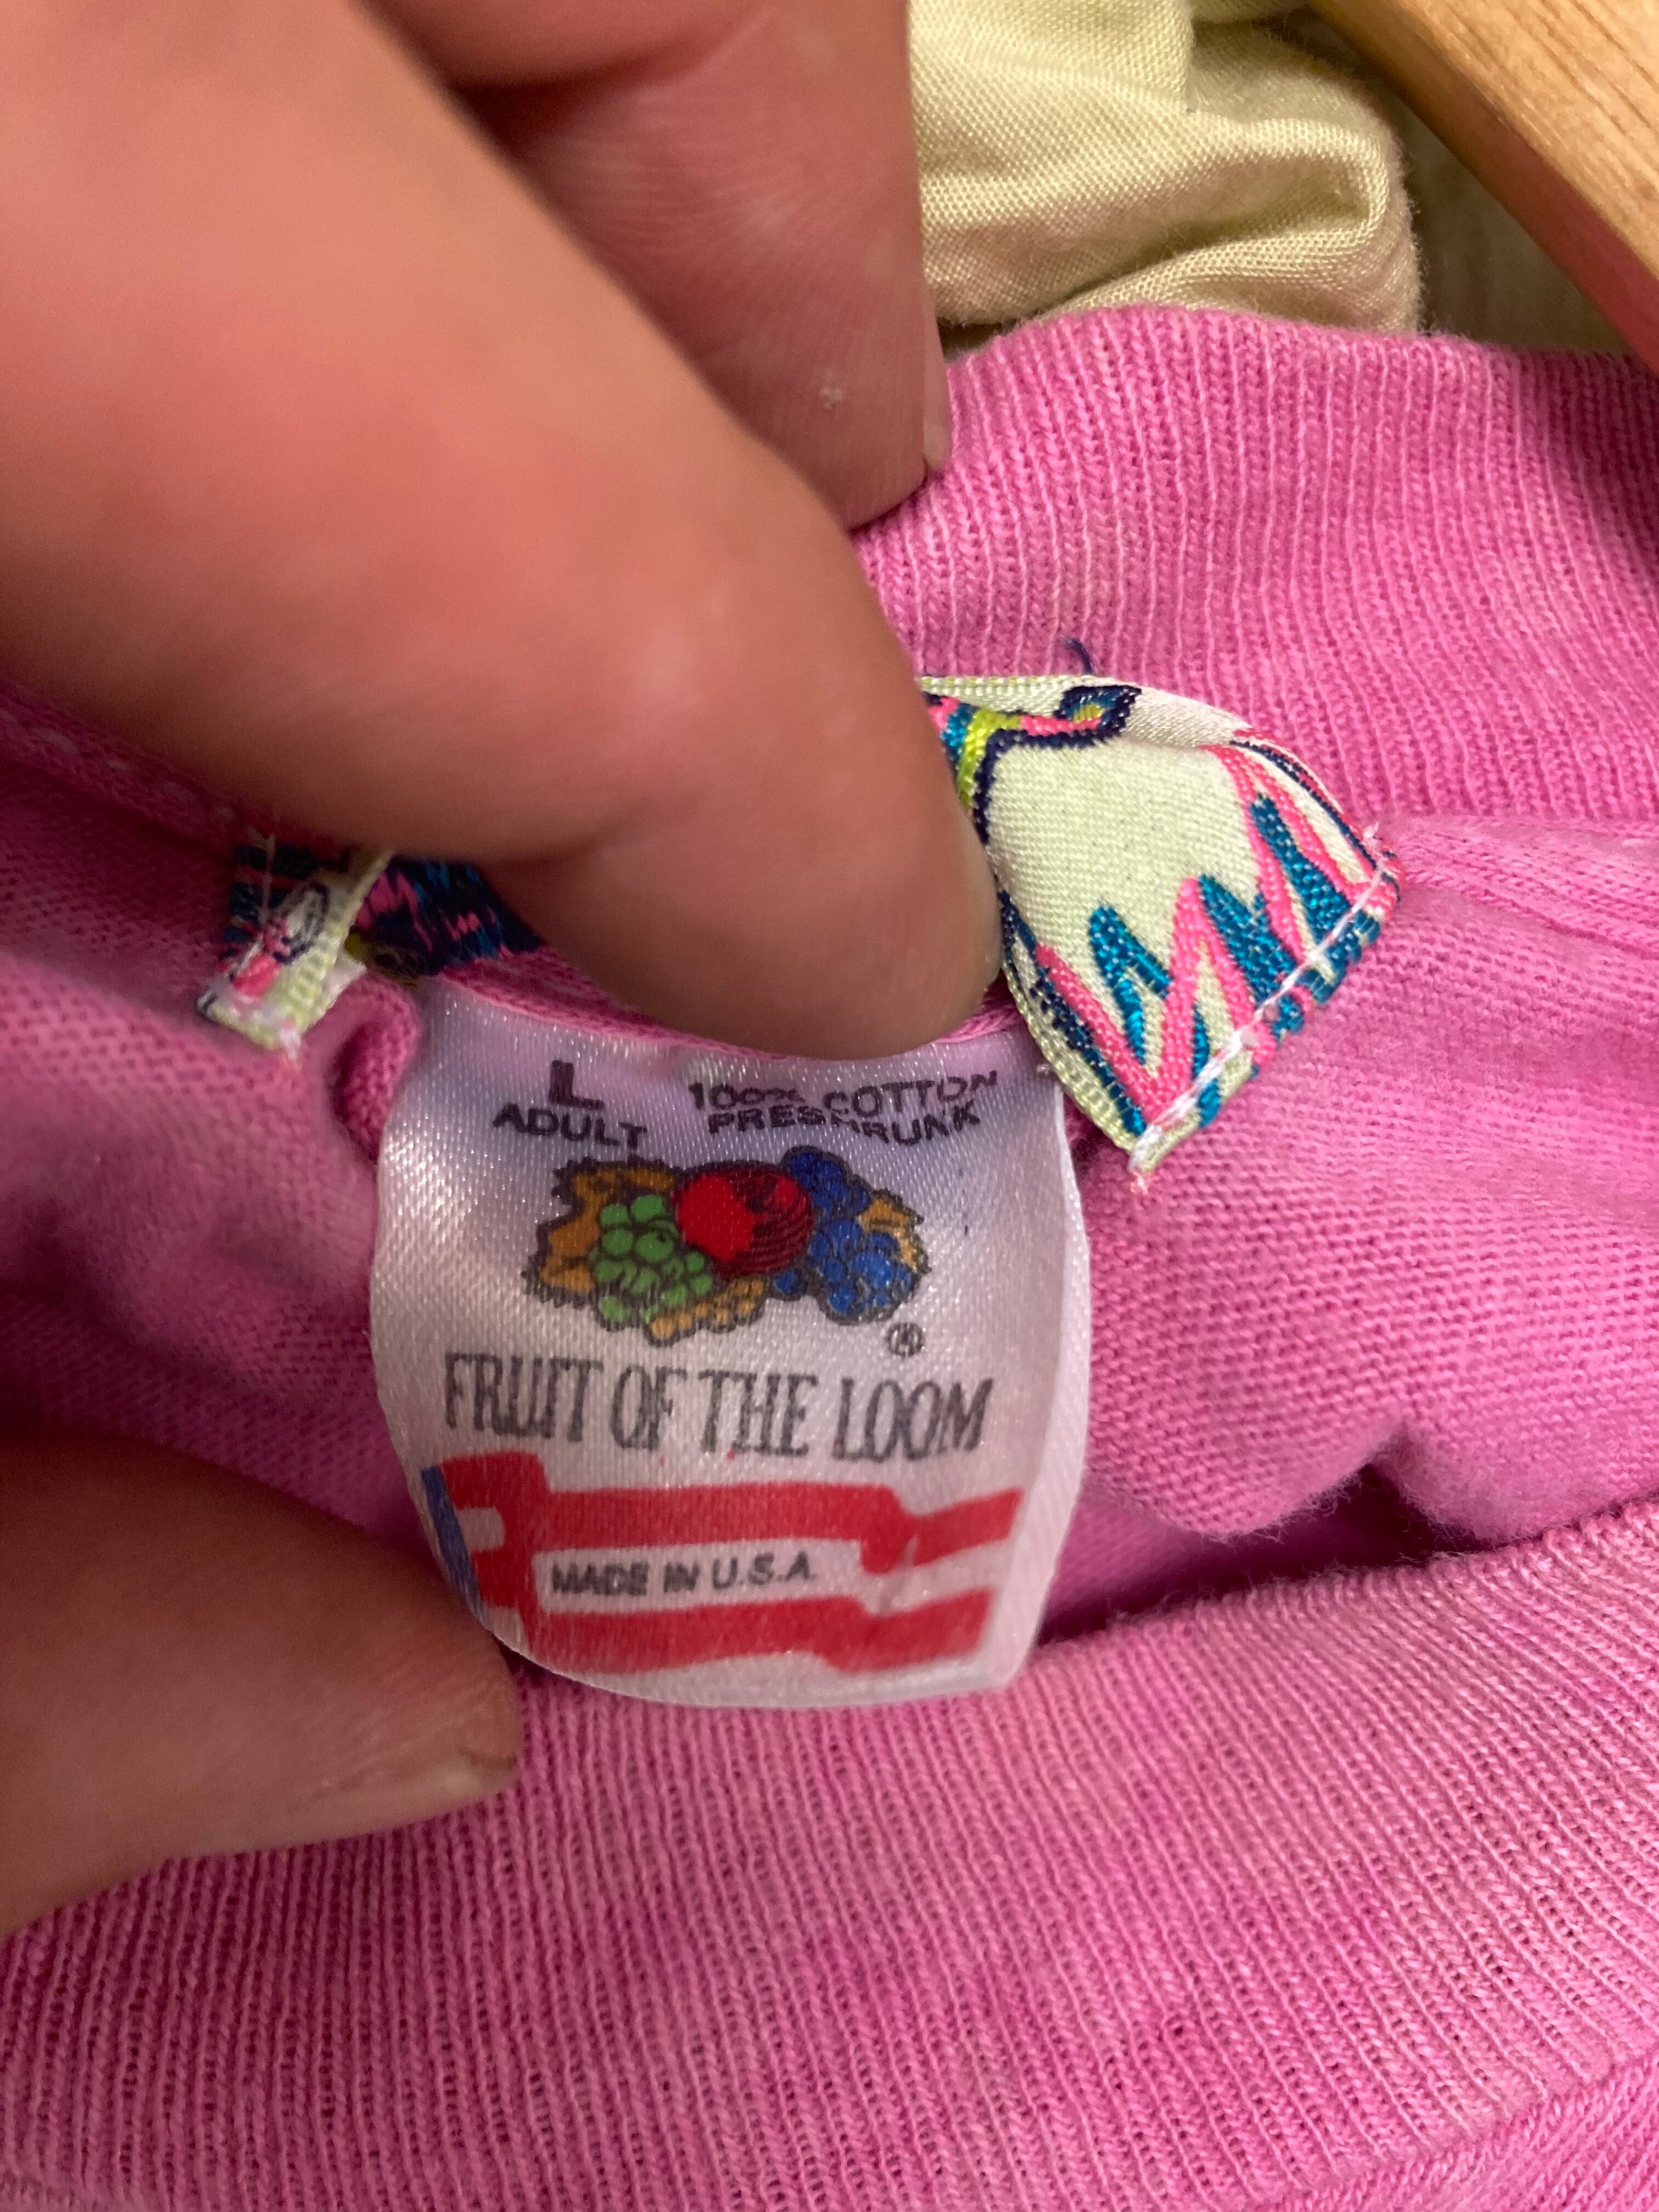 L 100% COTTON
ADULT PRESHRUNK
®
FRUIT OF THE LOOM
MADE IN U.S.A.